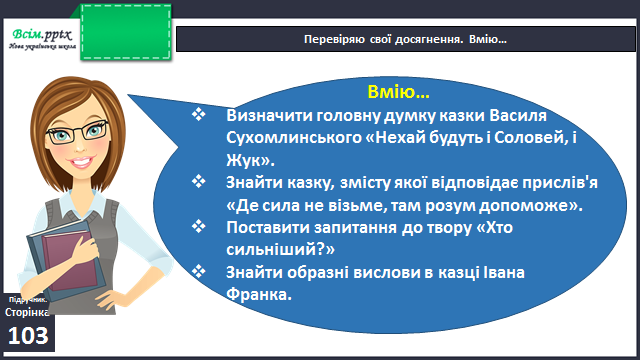 Всім.pptx
Нова українська школа
Перевіряю свої досягнення. Вмію…
Вмію…
❖ Визначити головну думку казки Василя
Сухомлинського «Нехай будуть і Соловей, і
Жук».
❖ Знайти казку, змісту якої відповідає прислів'я
«Де сила не візьме, там розум допоможе».
❖ Поставити запитання до твору «Хто
сильніший?»
❖ Знайти образні вислови в казці Івана
Франка.
Підручник.
Сторінка
103